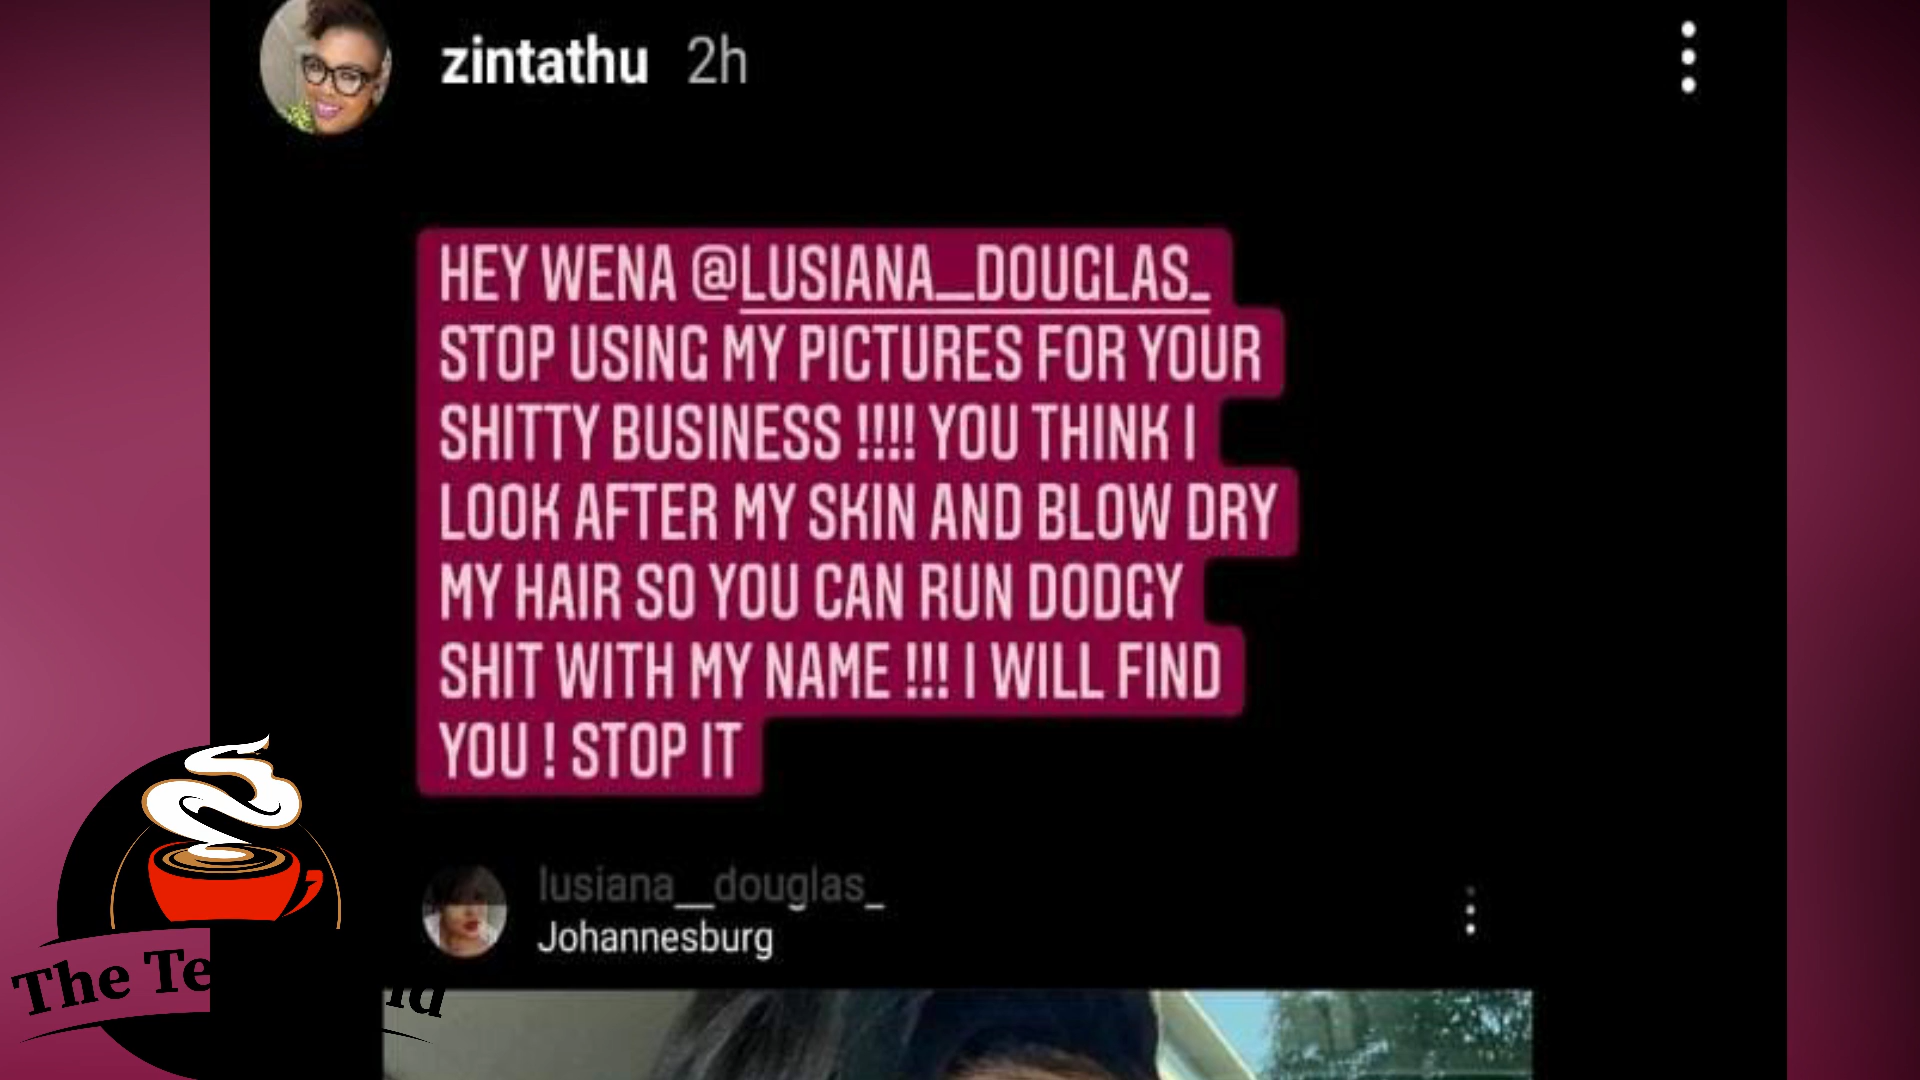 zintathu 2h
HEY WENA @LUSIANA__DOUGLAS_
STOP USING MY PICTURES FOR YOUR
SHITTY BUSINESS !!!! YOU THINK I
LOOK AFTER MY SKIN AND BLOW DRY
MY HAIR SO YOU CAN RUN DODGY
SHIT WITH MY NAME !!! I WILL FIND
YOU ! STOP IT
lusiana__douglas_
Johannesburg
The